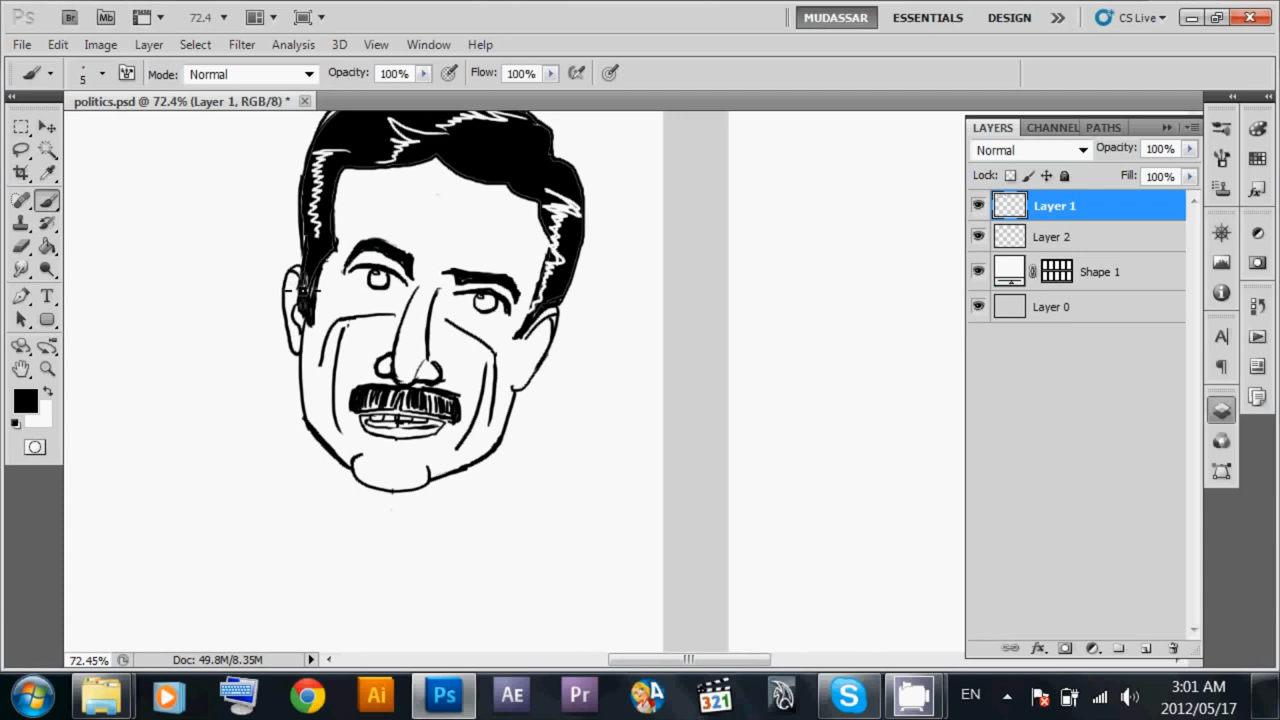 Ps Br Mb 72.4 MUDASSAR ESSENTIALS DESIGN CS Live
File Edit Image Layer Select Filter Analysis 3D View Window Help
5 Mode: Normal Opacity: 100% Flow: 100%
politics.psd @ 72.4% (Layer 1, RGB/8) *
LAYERS CHANNEL PATHS
Normal Opacity: 100%
Lock: Fill: 100%
Layer 1
Layer 2
Shape 1
Layer 0
72.45% Doc: 49.8M/8.35M
Ai Ps AE Pr 321 EN 3:01 AM
2012/05/17